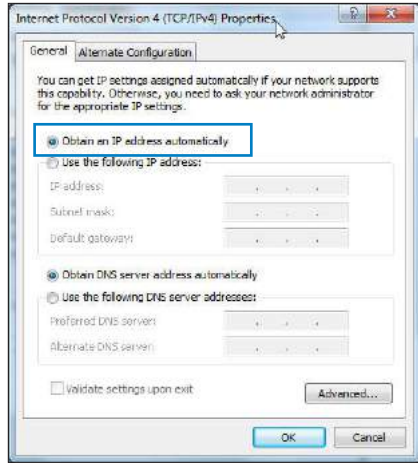 Internet Protocol Version 4 (TCP/IPv4) Properties
General Alternate Configuration
You can get IP settings assigned automatically if your network supports
this capability. Otherwise, you need to ask your network administrator
for the appropriate IP settings.
Obtain an IP address automatically
Use the following IP address:
IP address:
Subnet mask:
Default gateway:
Obtain DNS server address automatically
Use the following DNS server addresses:
Preferred DNS server:
Alternate DNS server:
Validate settings upon exit
Advanced...
OK Cancel